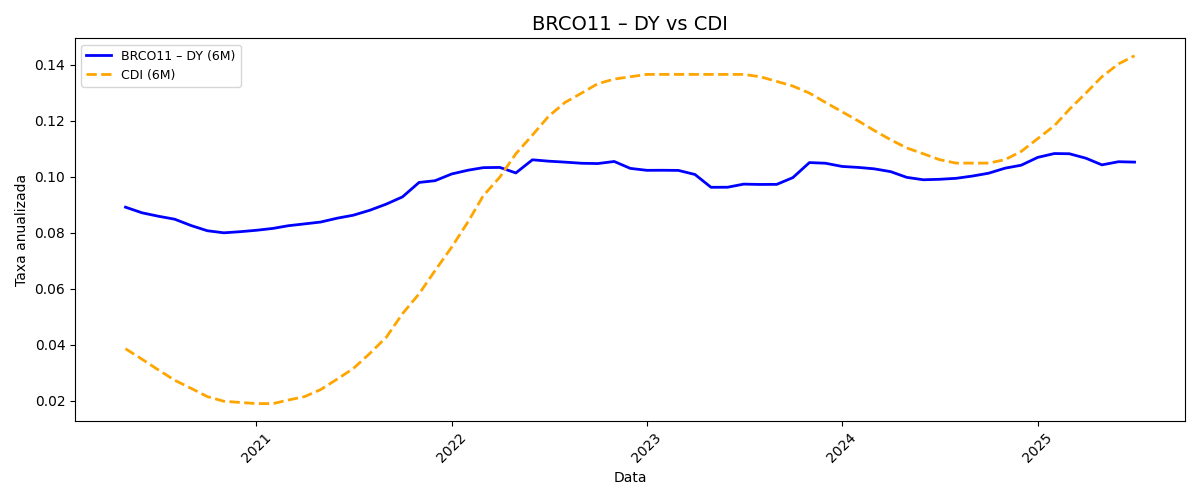 BRCO11 – DY vs CDI
BRCO11 – DY (6M)
CDI (6M)
Taxa anualizada
0.14
0.12
0.10
0.08
0.06
0.04
0.02
2021
2022
2023
2024
2025
Data